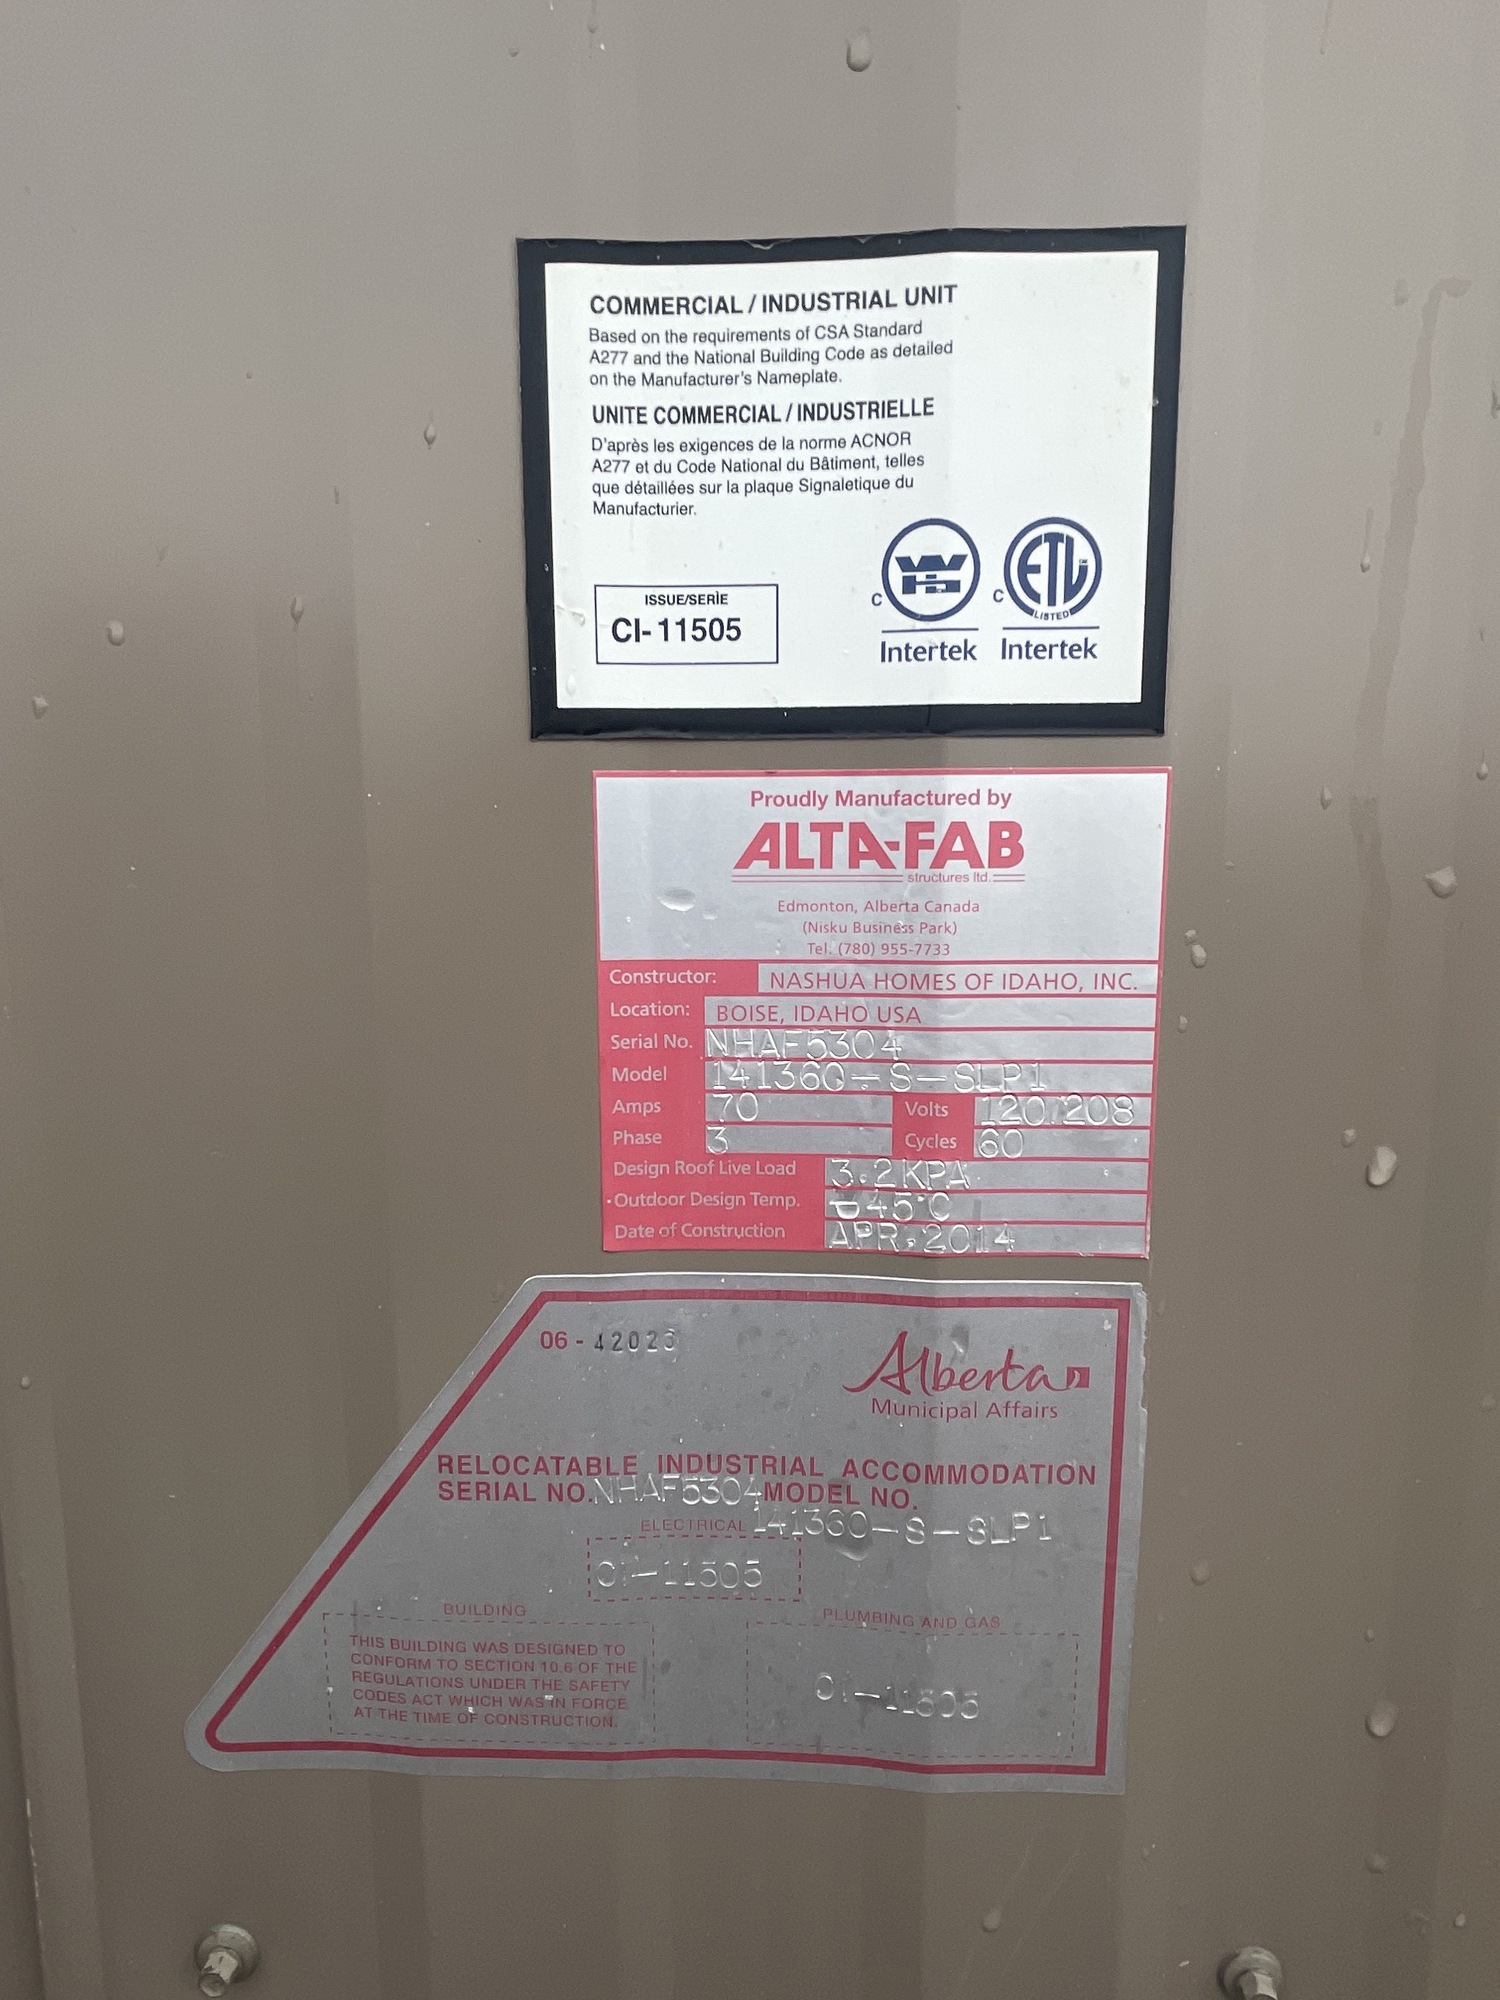 COMMERCIAL / INDUSTRIAL UNIT
Based on the requirements of CSA Standard
A277 and the National Building Code as detailed
on the Manufacturer's Nameplate.
UNITE COMMERCIAL / INDUSTRIELLE
D'après les exigences de la norme ACNOR
A277 et du Code National du Bâtiment, telles
que détaillées sur la plaque Signaletique du
Manufacturier.
ISSUE/SERÌE
CI- 11505
C WH C ETL
LISTED
Intertek Intertek
Proudly Manufactured by
ALTA-FAB
structures ltd.
Edmonton, Alberta Canada
(Nisku Business Park)
Tel. (780) 955-7733
Constructor: NASHUA HOMES OF IDAHO, INC.
Location: BOISE, IDAHO USA
Serial No. NHAF5304
Model 141360-S-SLP1
Amps 70 Volts 120/208
Phase 3 Cycles 60
Design Roof Live Load 3.2KPA
Outdoor Design Temp. -45°C
Date of Construction APR.2014
06 - 42023
Alberta
Municipal Affairs
RELOCATABLE INDUSTRIAL ACCOMMODATION
SERIAL NO. NHAF5304 MODEL NO.
ELECTRICAL 141360-S-SLP1
CI-11505
BUILDING
THIS BUILDING WAS DESIGNED TO
CONFORM TO SECTION 10.6 OF THE
REGULATIONS UNDER THE SAFETY
CODES ACT WHICH WAS IN FORCE
AT THE TIME OF CONSTRUCTION.
PLUMBING AND GAS
CI-11505